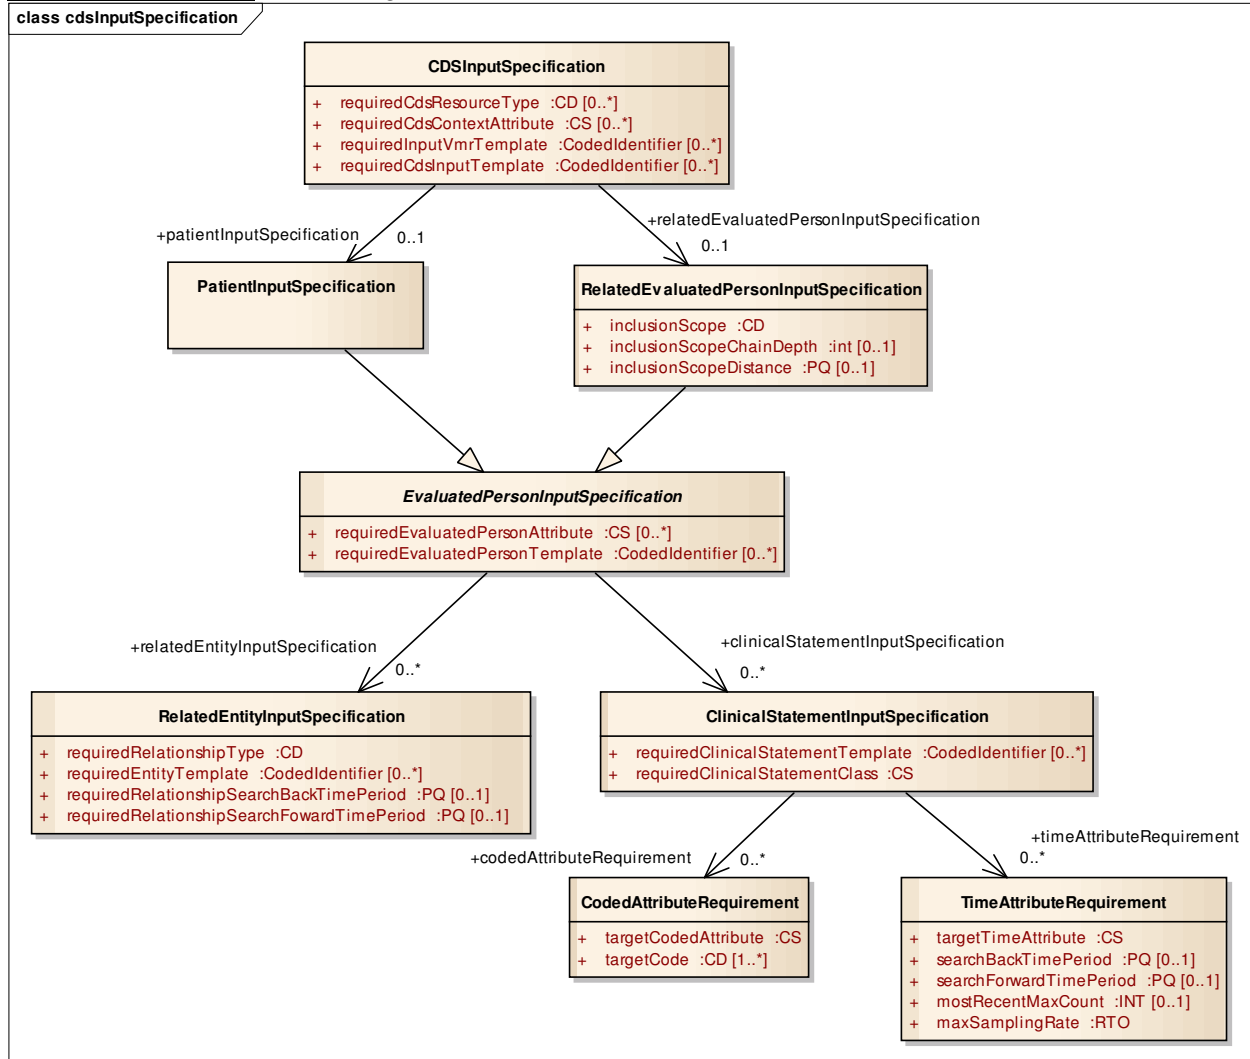 class cdsInputSpecification
CDSInputSpecification
+ requiredCdsResourceType :CD [0..*]
+ requiredCdsContextAttribute :CS [0..*]
+ requiredInputVmrTemplate :CodedIdentifier [0..*]
+ requiredCdsInputTemplate :CodedIdentifier [0..*]
+patientInputSpecification
0..1
+relatedEvaluatedPersonInputSpecification
0..1
PatientInputSpecification
RelatedEvaluatedPersonInputSpecification
+ inclusionScope :CD
+ inclusionScopeChainDepth :int [0..1]
+ inclusionScopeDistance :PQ [0..1]
EvaluatedPersonInputSpecification
+ requiredEvaluatedPersonAttribute :CS [0..*]
+ requiredEvaluatedPersonTemplate :CodedIdentifier [0..*]
+relatedEntityInputSpecification
0..*
+clinicalStatementInputSpecification
0..*
RelatedEntityInputSpecification
+ requiredRelationshipType :CD
+ requiredEntityTemplate :CodedIdentifier [0..*]
+ requiredRelationshipSearchBackTimePeriod :PQ [0..1]
+ requiredRelationshipSearchFowardTimePeriod :PQ [0..1]
ClinicalStatementInputSpecification
+ requiredClinicalStatementTemplate :CodedIdentifier [0..*]
+ requiredClinicalStatementClass :CS
+codedAttributeRequirement
0..*
+timeAttributeRequirement
0..*
CodedAttributeRequirement
+ targetCodedAttribute :CS
+ targetCode :CD [1..*]
TimeAttributeRequirement
+ targetTimeAttribute :CS
+ searchBackTimePeriod :PQ [0..1]
+ searchForwardTimePeriod :PQ [0..1]
+ mostRecentMaxCount :INT [0..1]
+ maxSamplingRate :RTO